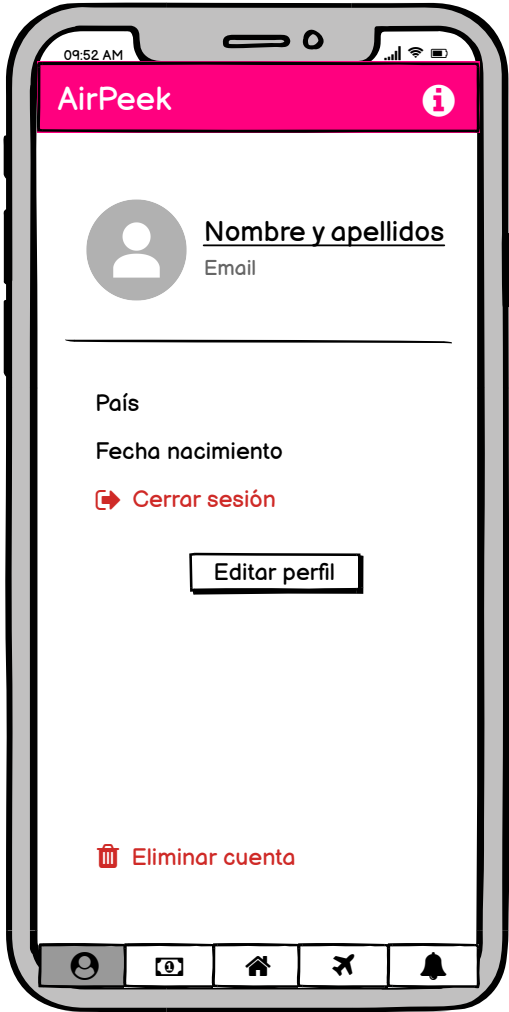 09:52 AM
AirPeek
Nombre y apellidos
Email
País
Fecha nacimiento
Cerrar sesión
Editar perfil
Eliminar cuenta